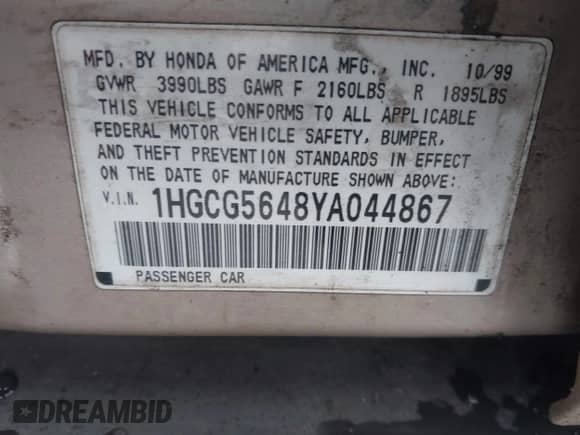 MFD. BY HONDA OF AMERICA MFG., INC. 10/99
GVWR 3990LBS GAWR F 2160LBS R 1895LBS
THIS VEHICLE CONFORMS TO ALL APPLICABLE
FEDERAL MOTOR VEHICLE SAFETY, BUMPER,
AND THEFT PREVENTION STANDARDS IN EFFECT
ON THE DATE OF MANUFACTURE SHOWN ABOVE:
V.I.N. 1HGCG5648YA044867
PASSENGER CAR
DREAMBID